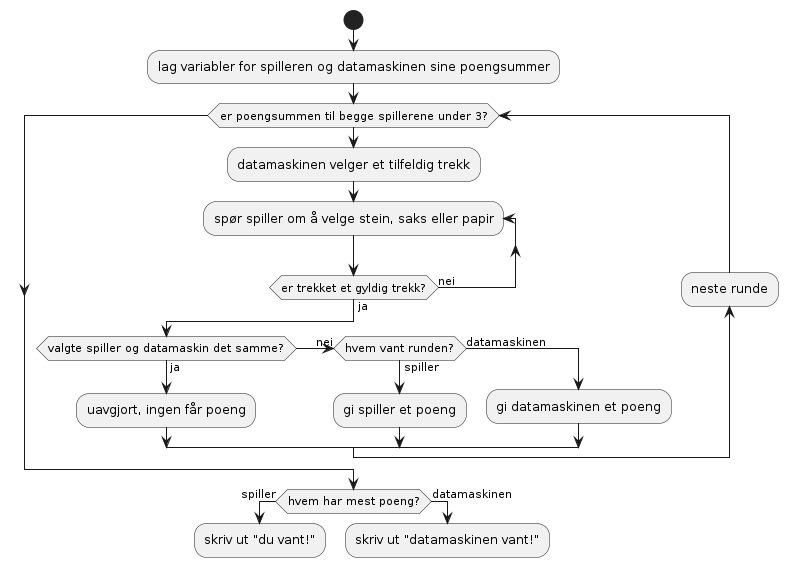 lag variabler for spilleren og datamaskinen sine poengsummer
er poengsummen til begge spillerene under 3?
datamaskinen velger et tilfeldig trekk
spør spiller om å velge stein, saks eller papir
er trekket et gyldig trekk?
nei
ja
neste runde
valgte spiller og datamaskin det samme?
nei
hvem vant runden?
datamaskinen
ja
spiller
uavgjort, ingen får poeng
gi spiller et poeng
gi datamaskinen et poeng
spiller
hvem har mest poeng?
datamaskinen
skriv ut "du vant!"
skriv ut "datamaskinen vant!"